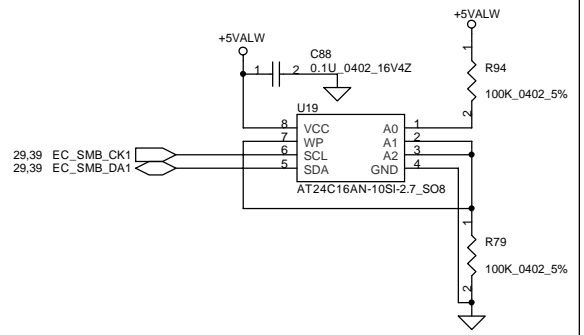 +5VALW
+5VALW
C88
1 2
0.1U_0402_16V4Z
1
R94
100K_0402_5%
2
U19
8 VCC A0 1
7 WP A1 2
6 SCL A2 3
5 SDA GND 4
29,39 EC_SMB_CK1
29,39 EC_SMB_DA1
AT24C16AN-10SI-2.7_SO8
1
R79
100K_0402_5%
2